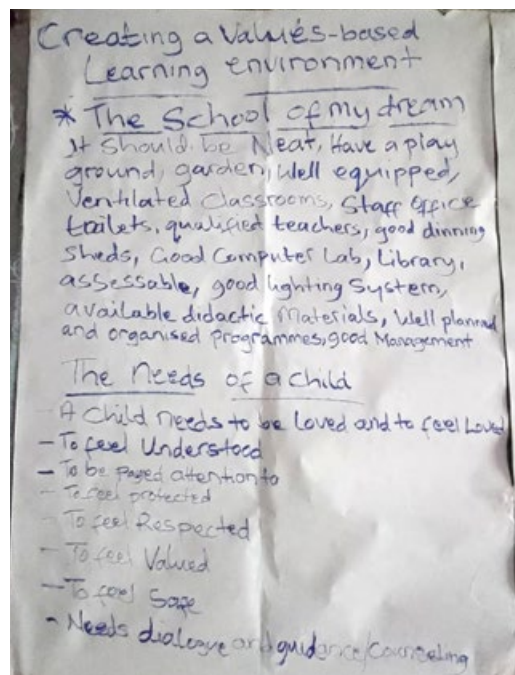 Creating a Values-based
Learning environment
* The School of my dream
It should be Neat, Have a play
ground, garden, Well equipped,
Ventilated Classrooms, Staff Office
toilets, qualified teachers, good dinning
Sheds, Good Computer Lab, Library,
assessable, good lighting System,
available didactic Materials, Well planned
and organised programmes, good Management
The Needs of a child
- A Child Needs to be Loved and to feel Loved
- To feel Understood
- To be payed attention to
- To feel protected
- To feel Respected
- To feel Valued
- To feel Safe
- Needs dialogue and guidance/Counseling